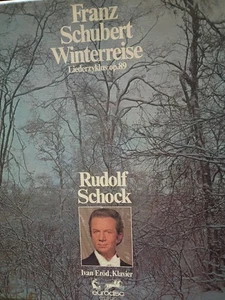 Franz
Schubert
Winterreise
Liederzyklus op.89
Rudolf
Schock
Ivan Eröd, Klavier
eurodisc